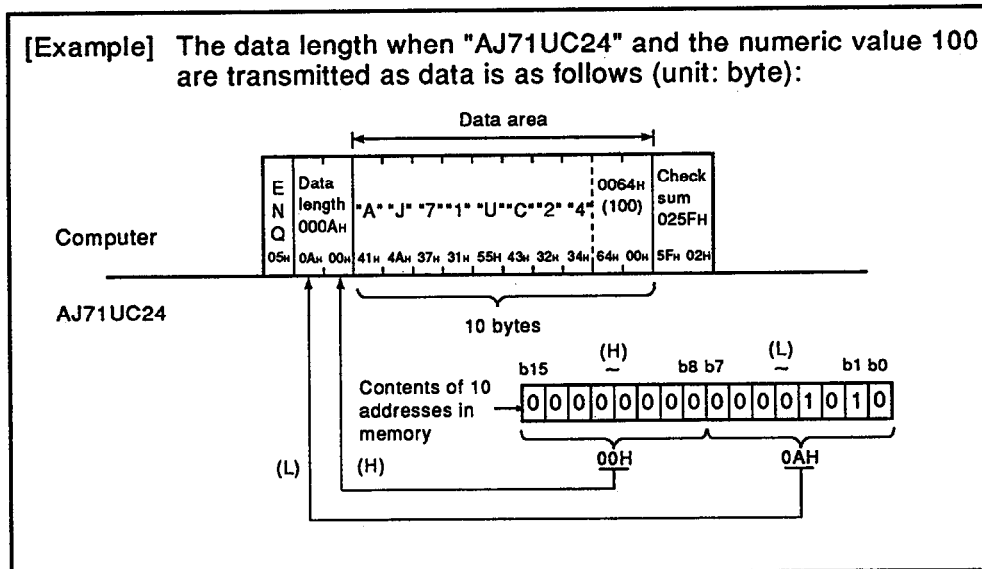 [Example] The data length when "AJ71UC24" and the numeric value 100
are transmitted as data is as follows (unit: byte):
Data area
E N Q
Data length 000AH
"A" "J" "7" "1" "U" "C" "2" "4"
0064H (100)
Check sum 025FH
Computer
05H 0AH 00H 41H 4AH 37H 31H 55H 43H 32H 34H 64H 00H 5FH 02H
AJ71UC24
10 bytes
(H) (L)
b15 ~ b8 b7 ~ b1 b0
Contents of 10
addresses in
memory
0 0 0 0 0 0 0 0 0 0 0 0 1 0 1 0
00H 0AH
(L) (H)